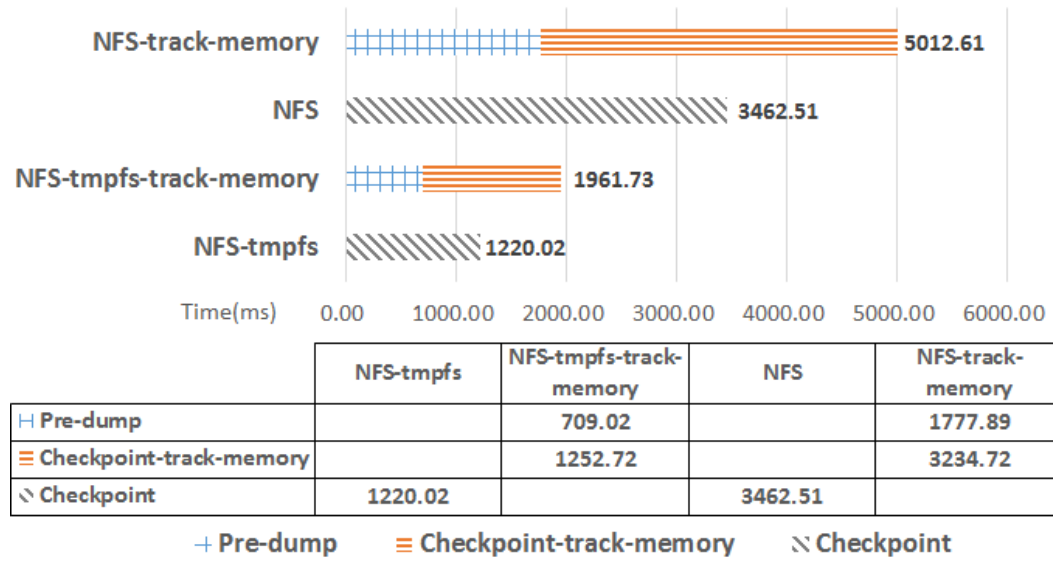 NFS-track-memory 5012.61
NFS 3462.51
NFS-tmpfs-track-memory 1961.73
NFS-tmpfs 1220.02
Time(ms) 0.00 1000.00 2000.00 3000.00 4000.00 5000.00 6000.00
NFS-tmpfs NFS-tmpfs-track- NFS NFS-track-
memory memory
Pre-dump 709.02 1777.89
Checkpoint-track-memory 1252.72 3234.72
Checkpoint 1220.02 3462.51
Pre-dump Checkpoint-track-memory Checkpoint